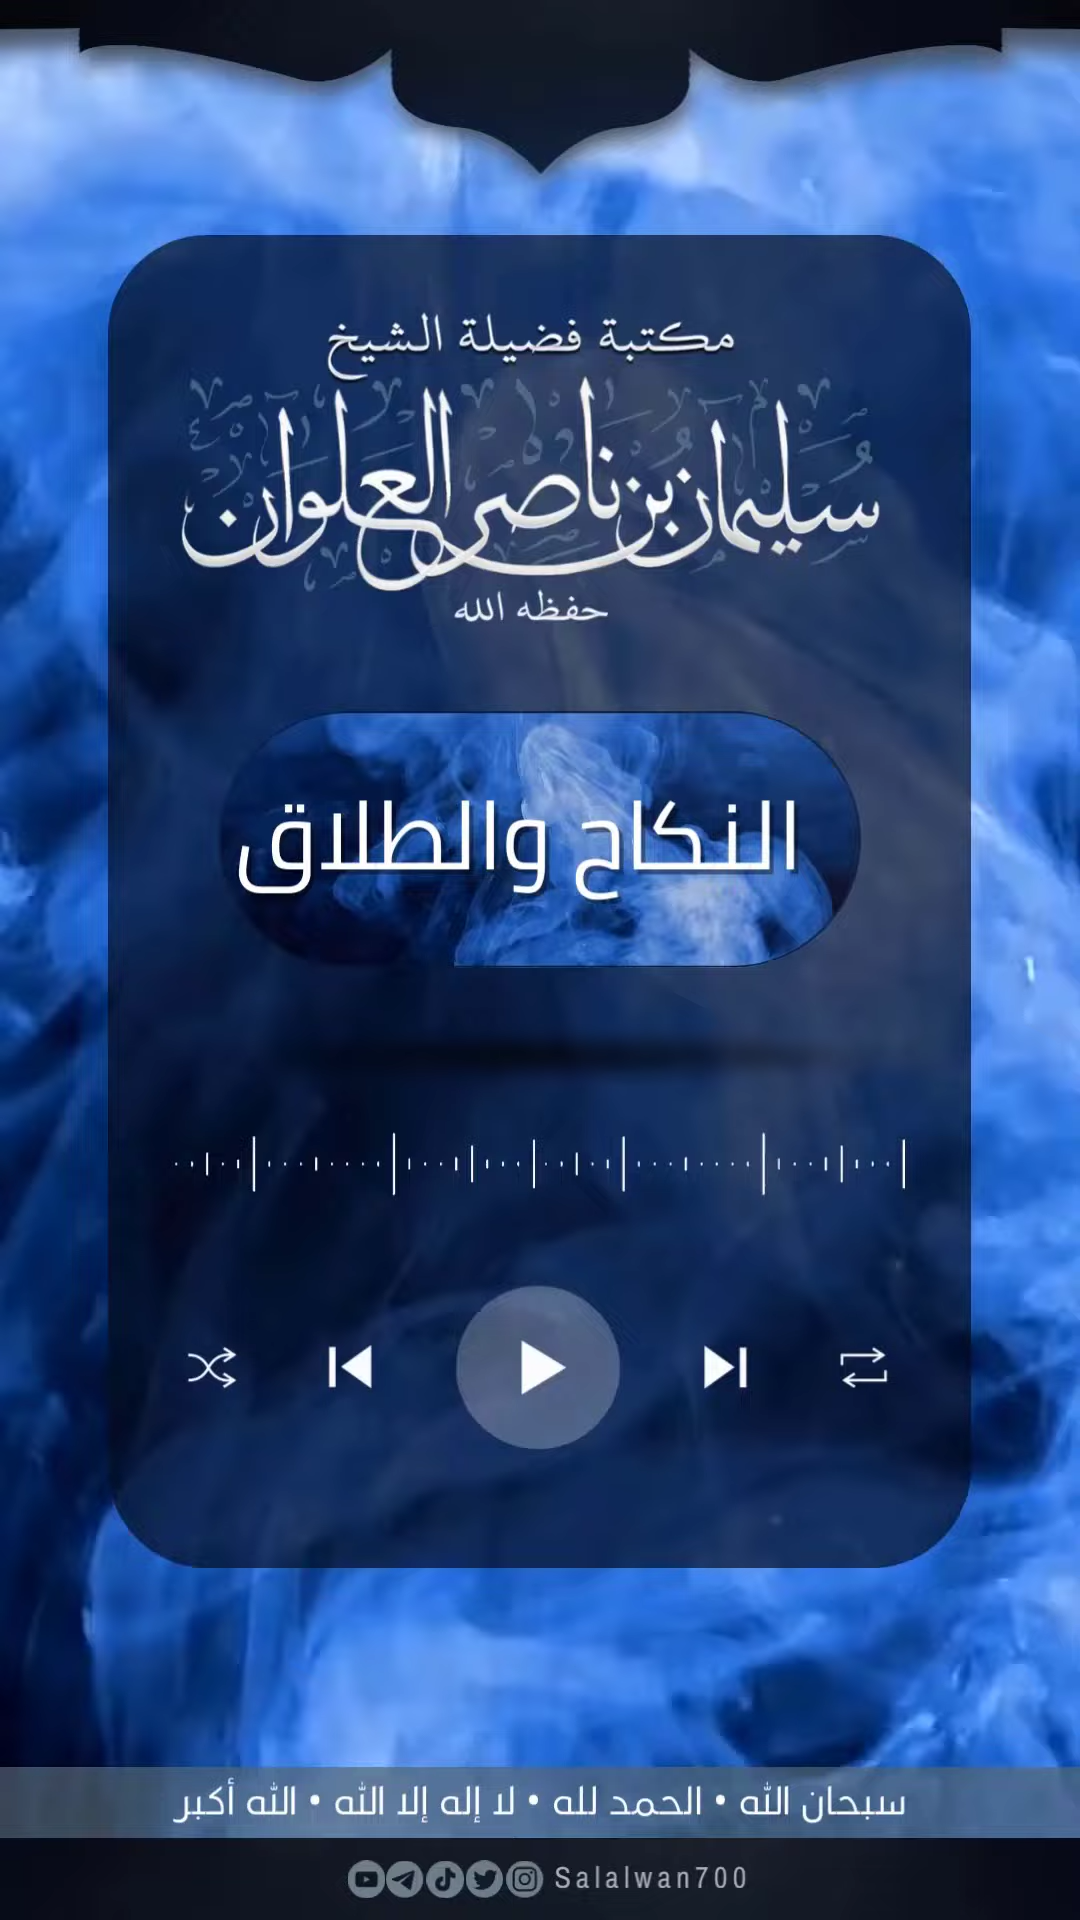 مكتبة فضيلة الشيخ
سليمان بن ناصر العلوان
حفظه الله
النكاح والطلاق
سبحان الله • الحمد لله • لا إله إلا الله • الله أكبر
Salalwan700